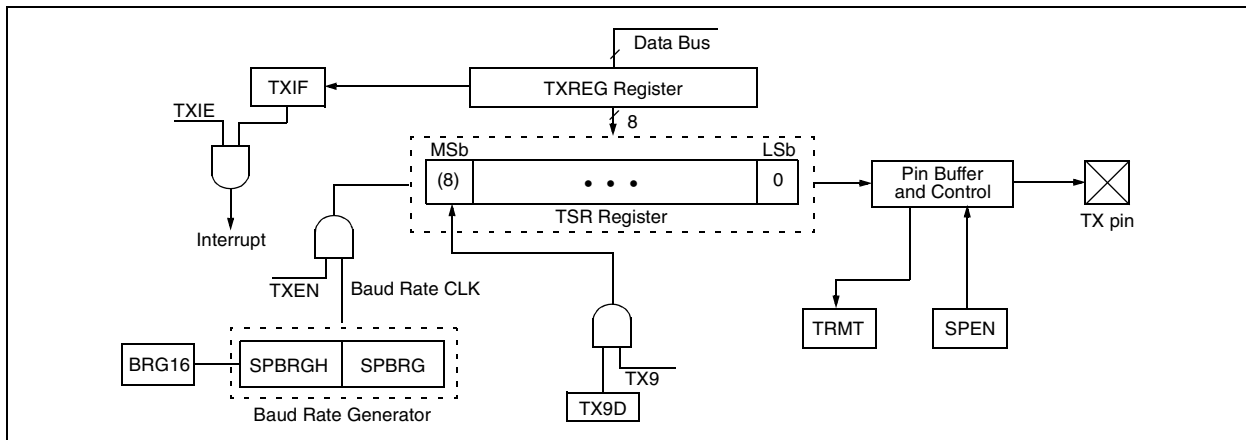 Data Bus
TXIF
TXREG Register
TXIE
8
MSb
LSb
(8)
• • •
0
TSR Register
Pin Buffer
and Control
TX pin
Interrupt
TXEN
Baud Rate CLK
TRMT
SPEN
BRG16
SPBRGH
SPBRG
TX9
TX9D
Baud Rate Generator